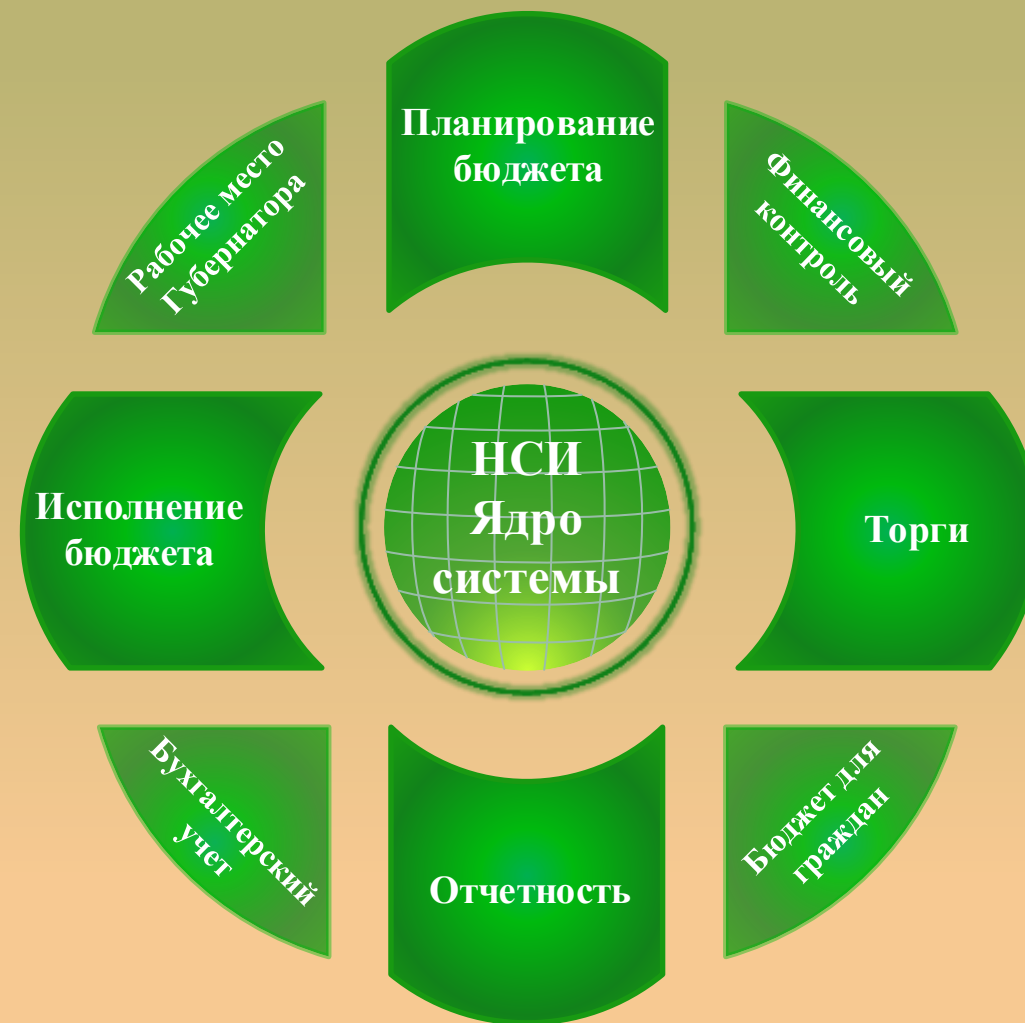 Планирование
бюджета
Рабочее место
Губернатора
Финансовый
контроль
НСИ
Ядро
системы
Исполнение
бюджета
Торги
Бухгалтерский
учет
Бюджет для
граждан
Отчетность